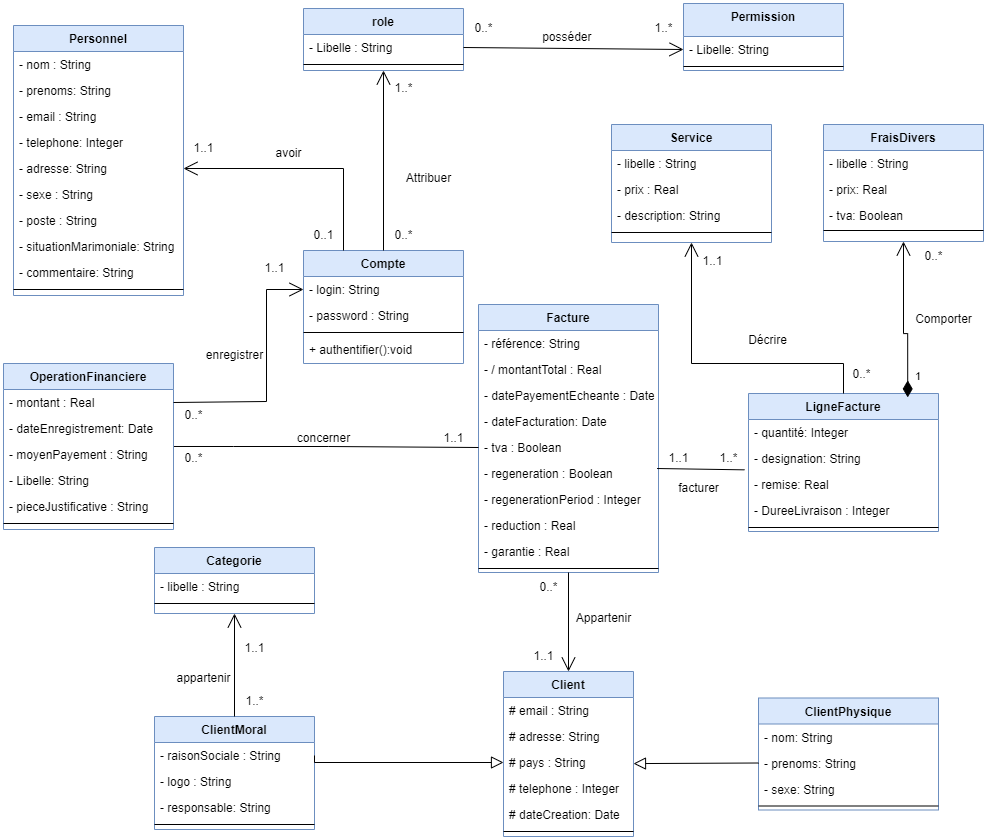 Personnel
- nom : String
- prenoms: String
- email : String
- telephone: Integer
- adresse: String
- sexe : String
- poste : String
- situationMarimoniale: String
- commentaire: String
role
- Libelle : String
0..*
posséder
1..*
Permission
- Libelle: String
1..*
Attribuer
0..*
1..1
avoir
0..1
Compte
- login: String
- password : String
+ authentifier():void
Service
- libelle : String
- prix : Real
- description: String
FraisDivers
- libelle : String
- prix: Real
- tva: Boolean
1..1
Décrire
0..*
0..*
Comporter
1
1..1
enregistrer
0..*
OperationFinanciere
- montant : Real
- dateEnregistrement: Date
- moyenPayement : String
- Libelle: String
- pieceJustificative : String
0..*
concerner
1..1
Facture
- référence: String
- / montantTotal : Real
- datePayementEcheante : Date
- dateFacturation: Date
- tva : Boolean
- regeneration : Boolean
- regenerationPeriod : Integer
- reduction : Real
- garantie : Real
1..1
1..*
facturer
LigneFacture
- quantité: Integer
- designation: String
- remise: Real
- DureeLivraison : Integer
0..*
Appartenir
1..1
Categorie
- libelle : String
1..1
appartenir
1..*
ClientMoral
- raisonSociale : String
- logo : String
- responsable: String
Client
# email : String
# adresse: String
# pays : String
# telephone : Integer
# dateCreation: Date
ClientPhysique
- nom: String
- prenoms: String
- sexe: String